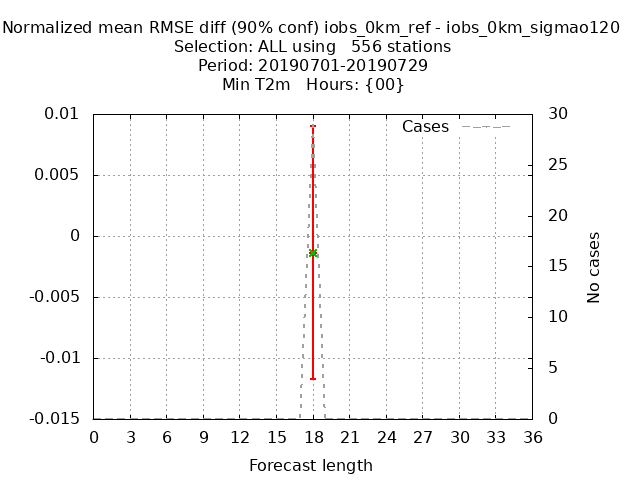 Normalized mean RMSE diff (90% conf) iobs_0km_ref - iobs_0km_sigmao120
Selection: ALL using   556 stations
Period: 20190701-20190729
Min T2m   Hours: {00}
Cases
0.01
0.005
0
-0.005
-0.01
-0.015
30
25
20
15
10
5
0
No cases
0 3 6 9 12 15 18 21 24 27 30 33 36
Forecast length